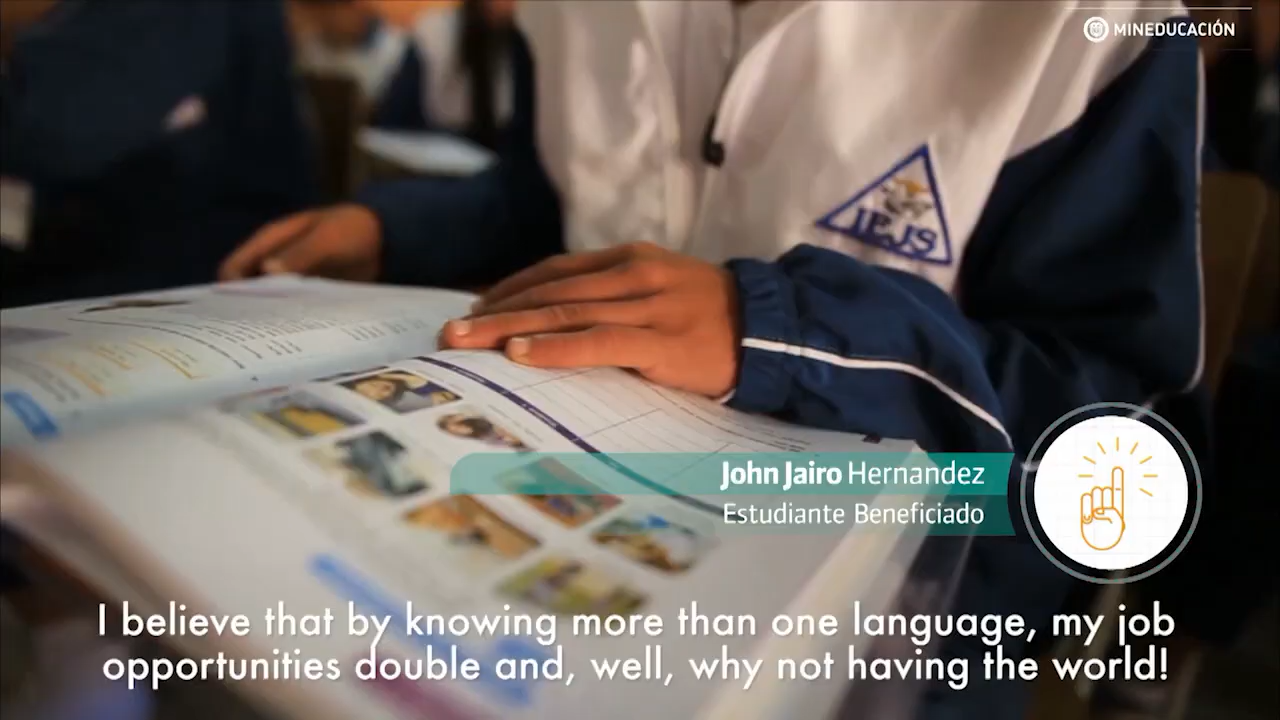 MINEDUCACIÓN
IEJS
John Jairo Hernandez
Estudiante Beneficiado
I believe that by knowing more than one language, my job
opportunities double and, well, why not having the world!